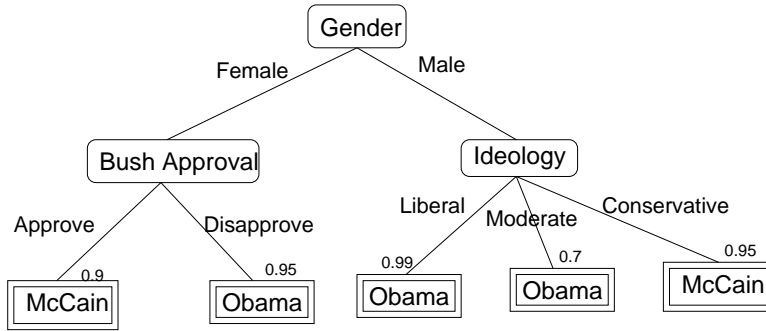 Gender
Female
Male
Bush Approval
Ideology
Approve
Disapprove
Liberal
Moderate
Conservative
0.9
0.95
0.99
0.7
0.95
McCain
Obama
Obama
Obama
McCain